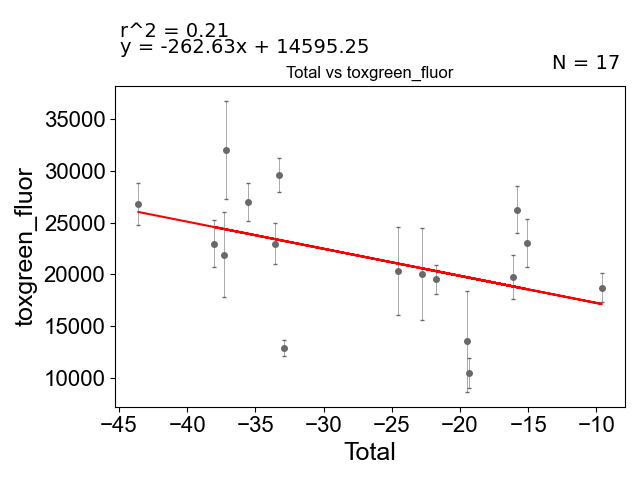 r^2 = 0.21
y = -262.63x + 14595.25
N = 17
Total vs toxgreen_fluor
toxgreen_fluor
35000
30000
25000
20000
15000
10000
−45 −40 −35 −30 −25 −20 −15 −10
Total